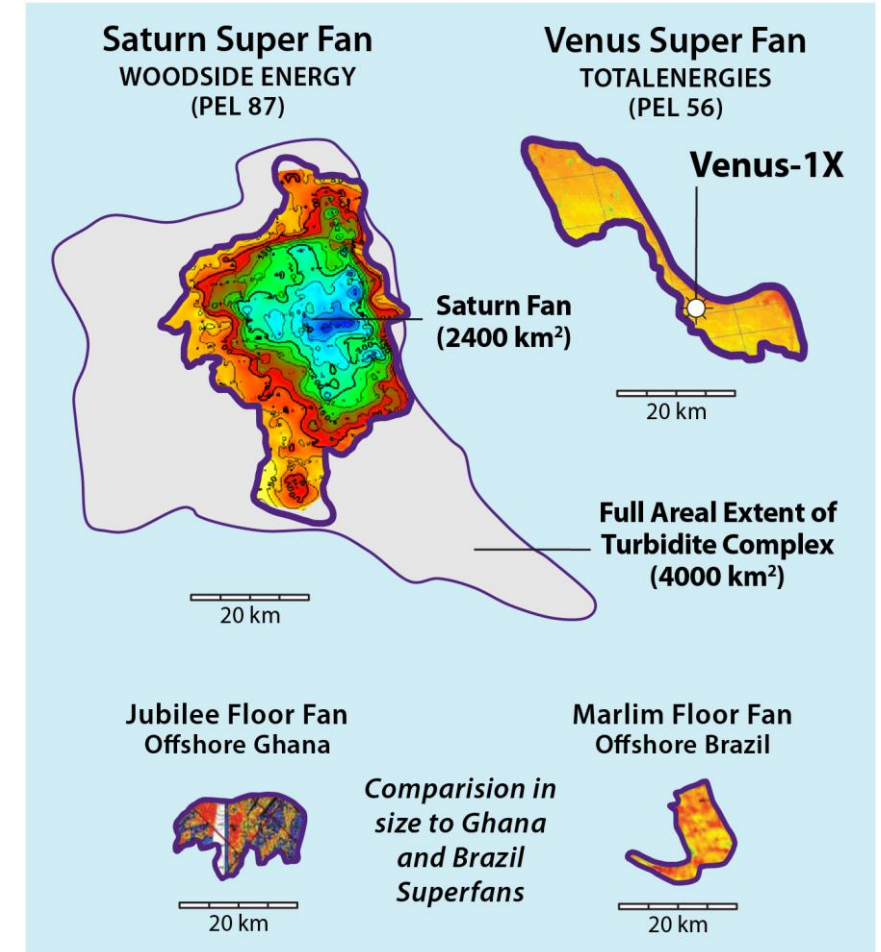 Saturn Super Fan
WOODSIDE ENERGY
(PEL 87)
Venus Super Fan
TOTALENERGIES
(PEL 56)
Venus-1X
Saturn Fan
(2400 km²)
20 km
Full Areal Extent of
Turbidite Complex
(4000 km²)
20 km
Jubilee Floor Fan
Offshore Ghana
Marlim Floor Fan
Offshore Brazil
Comparision in
size to Ghana
and Brazil
Superfans
20 km
20 km